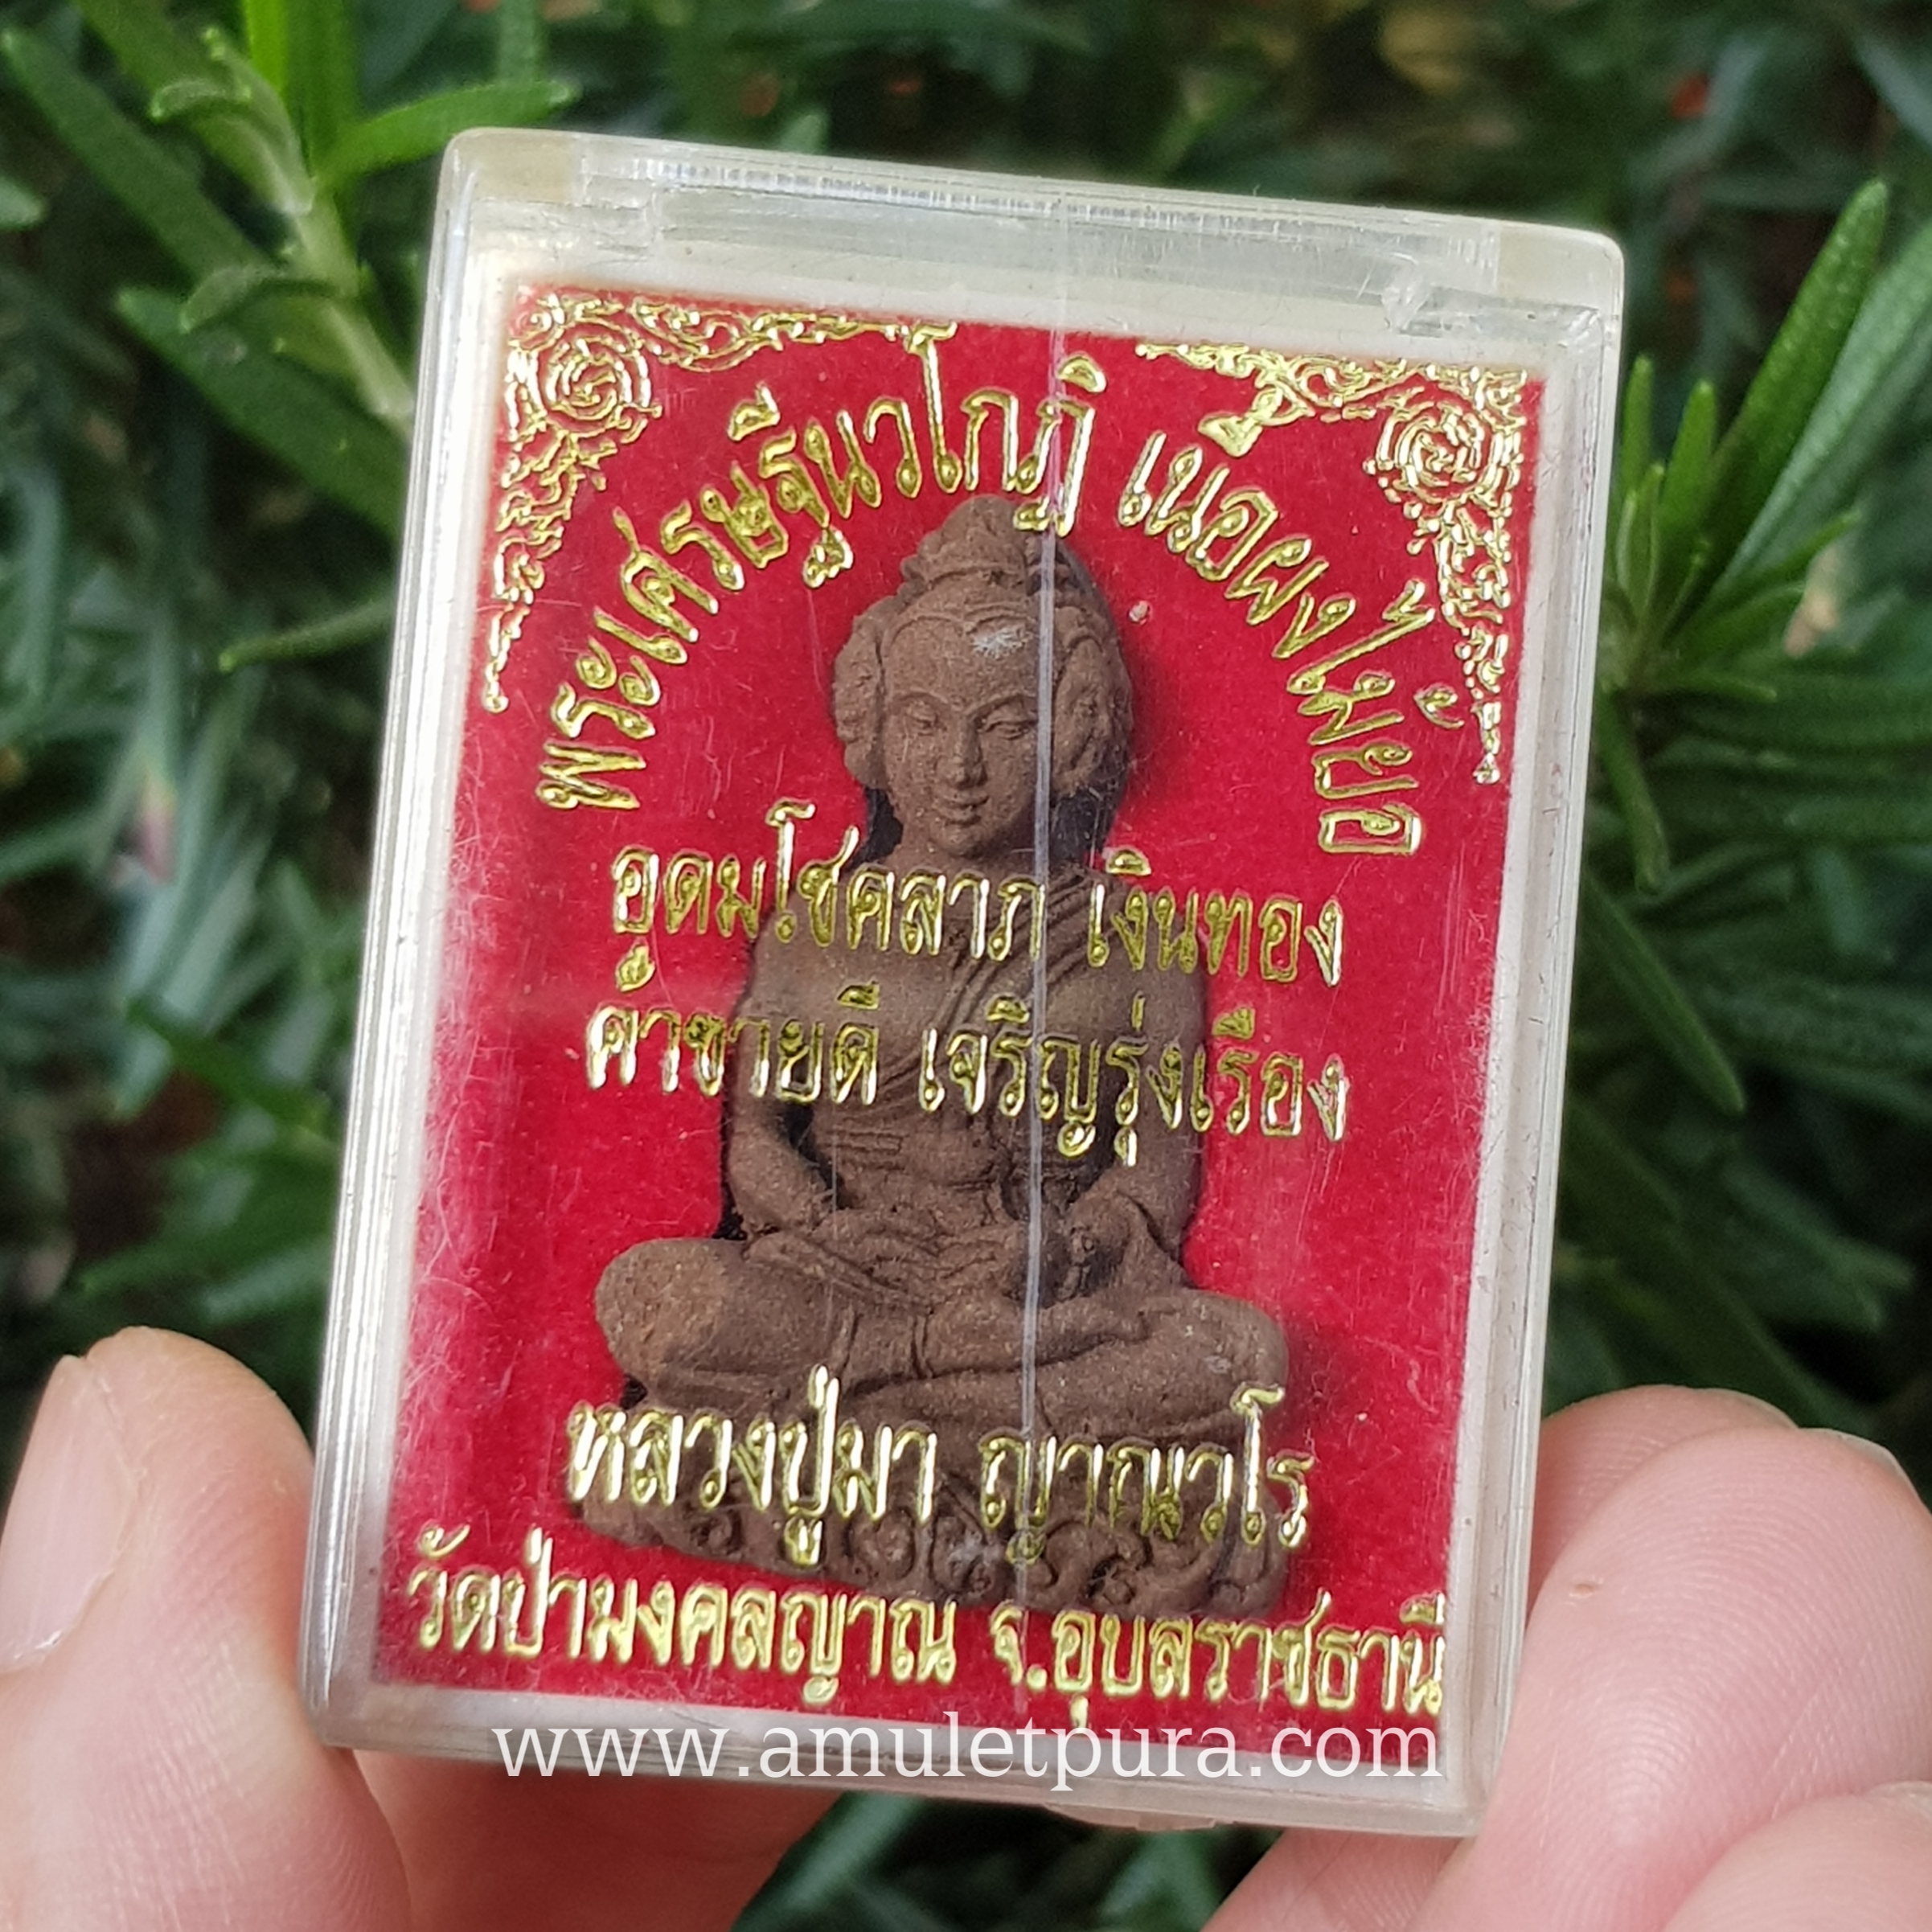 พระเศรษฐีนวโกฏิ เนื้อผงไม้ยอ
อุดมโชคลาภ เงินทอง
ค้าขายดี เจริญรุ่งเรือง
หลวงปู่มา ญาณวโร
วัดป่ามงคลญาณ จ.อุบลราชธานี
www.amuletpura.com